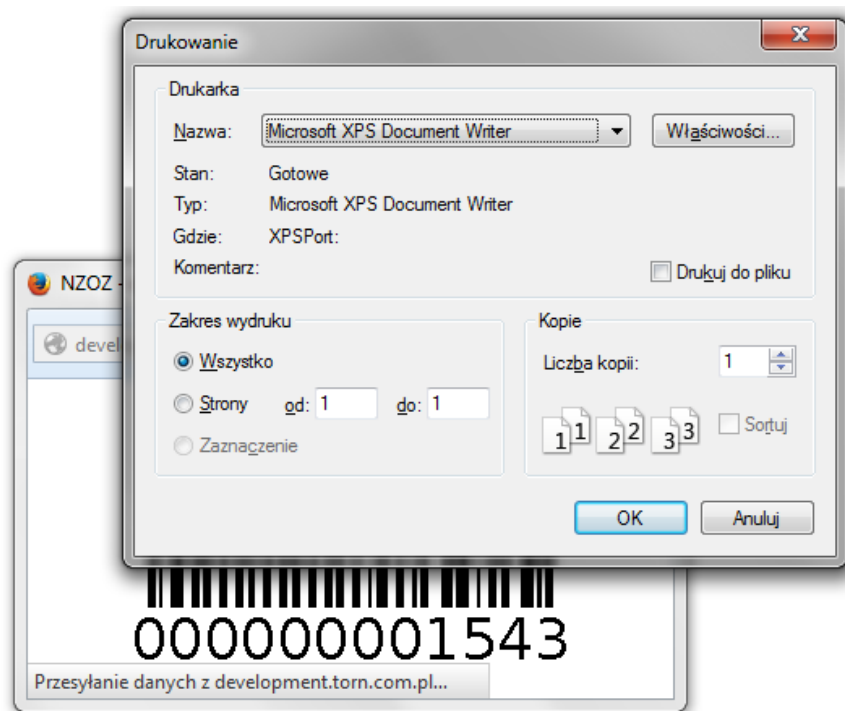 Drukowanie
Drukarka
Nazwa: Microsoft XPS Document Writer Właściwości...
Stan: Gotowe
Typ: Microsoft XPS Document Writer
Gdzie: XPSPort:
Komentarz:
Drukuj do pliku
Zakres wydruku
Wszystko
Strony od: 1 do: 1
Zaznaczenie
Kopie
Liczba kopii: 1
1 1 2 2 3 3 Sortuj
OK Anuluj
NZOZ -
devel
000000001543
Przesyłanie danych z development.torn.com.pl...